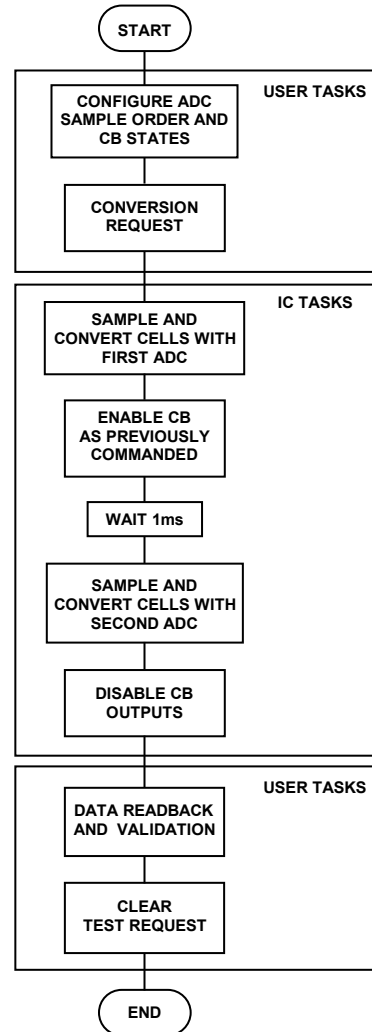 START
USER TASKS
CONFIGURE ADC
SAMPLE ORDER AND
CB STATES
CONVERSION
REQUEST
IC TASKS
SAMPLE AND
CONVERT CELLS WITH
FIRST ADC
ENABLE CB
AS PREVIOUSLY
COMMANDED
WAIT 1ms
SAMPLE AND
CONVERT CELLS WITH
SECOND ADC
DISABLE CB
OUTPUTS
USER TASKS
DATA READBACK
AND VALIDATION
CLEAR
TEST REQUEST
END